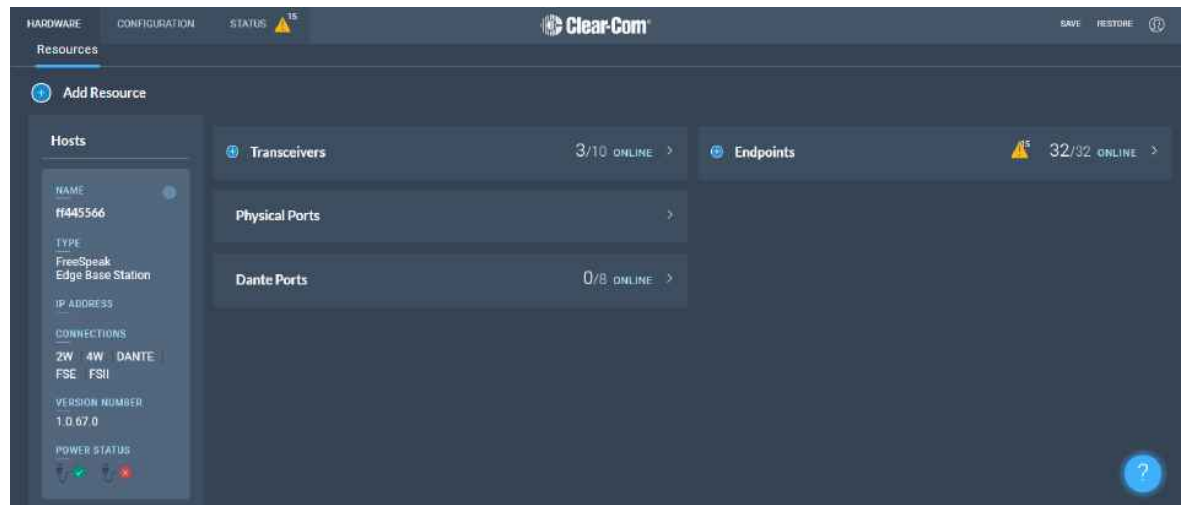 HARDWARE CONFIGURATION STATUS 15 Clear-Com SAVE RESTORE
Resources
Add Resource
Hosts
NAME
ff445566
TYPE
FreeSpeak
Edge Base Station
IP ADDRESS
CONNECTIONS
2W 4W DANTE
FSE FSII
VERSION NUMBER
1.0.67.0
POWER STATUS
Transceivers 3/10 ONLINE >
Physical Ports >
Dante Ports 0/8 ONLINE >
Endpoints 15 32/32 ONLINE >
?